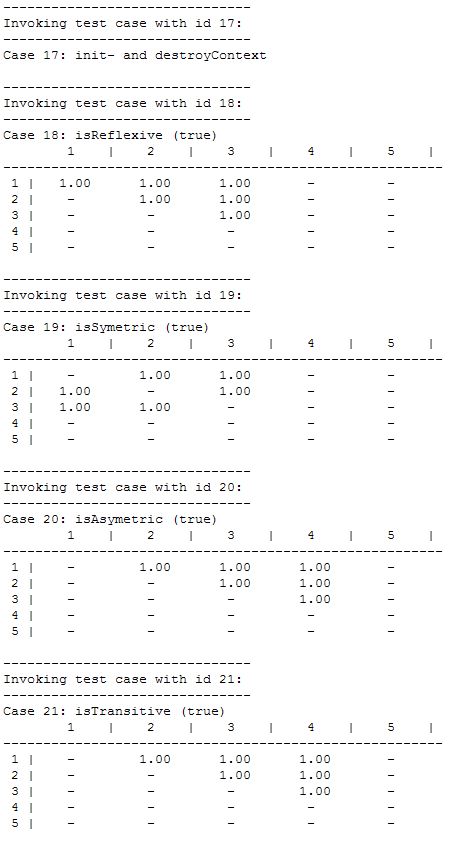 -------------------------------
Invoking test case with id 17:
-------------------------------
Case 17: init- and destroyContext

-------------------------------
Invoking test case with id 18:
-------------------------------
Case 18: isReflexive (true)
        1    |    2    |    3    |    4    |    5    |
-------------------------------------------------------
 1 |   1.00      1.00      1.00       -         -
 2 |    -        1.00      1.00       -         -
 3 |    -         -        1.00       -         -
 4 |    -         -         -         -         -
 5 |    -         -         -         -         -

-------------------------------
Invoking test case with id 19:
-------------------------------
Case 19: isSymetric (true)
        1    |    2    |    3    |    4    |    5    |
-------------------------------------------------------
 1 |    -        1.00      1.00       -         -
 2 |   1.00       -        1.00       -         -
 3 |   1.00      1.00       -         -         -
 4 |    -         -         -         -         -
 5 |    -         -         -         -         -

-------------------------------
Invoking test case with id 20:
-------------------------------
Case 20: isAsymetric (true)
        1    |    2    |    3    |    4    |    5    |
-------------------------------------------------------
 1 |    -        1.00      1.00      1.00       -
 2 |    -         -        1.00      1.00       -
 3 |    -         -         -        1.00       -
 4 |    -         -         -         -         -
 5 |    -         -         -         -         -

-------------------------------
Invoking test case with id 21:
-------------------------------
Case 21: isTransitive (true)
        1    |    2    |    3    |    4    |    5    |
-------------------------------------------------------
 1 |    -        1.00      1.00      1.00       -
 2 |    -         -        1.00      1.00       -
 3 |    -         -         -        1.00       -
 4 |    -         -         -         -         -
 5 |    -         -         -         -         -